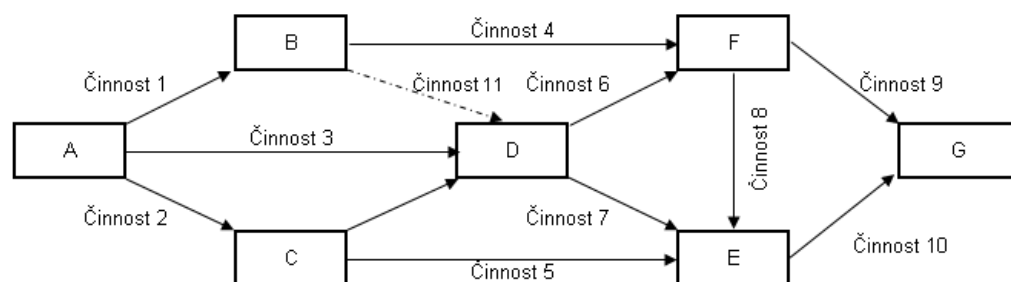 B
Činnost 4
F
Činnost 1
Činnost 11
Činnost 6
Činnost 9
A
Činnost 3
D
Činnost 8
G
Činnost 2
Činnost 7
C
Činnost 5
E
Činnost 10